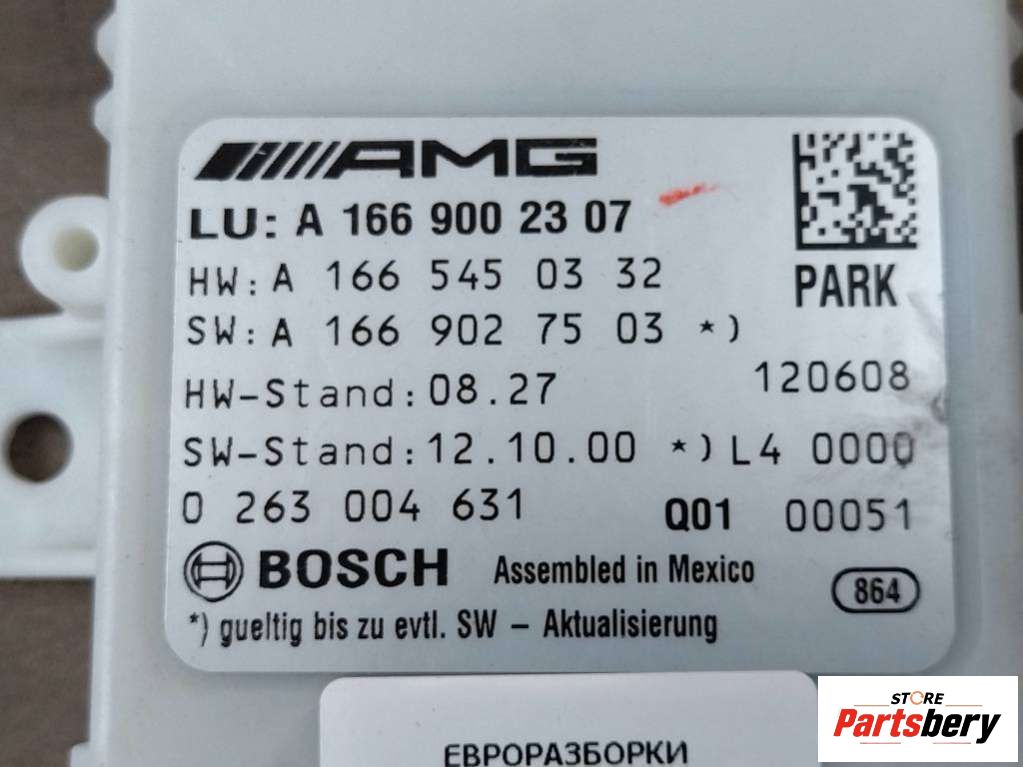 AMG
LU: A 166 900 23 07
HW: A 166 545 03 32
PARK
SW: A 166 902 75 03 *)
HW-Stand: 08.27
120608
SW-Stand: 12.10.00 *) L4 0000
0 263 004 631
Q01 00051
BOSCH Assembled in Mexico
864
*) gueltig bis zu evtl. SW - Aktualisierung
ЕВРОРАЗБОРКИ
STORE
Partsbery